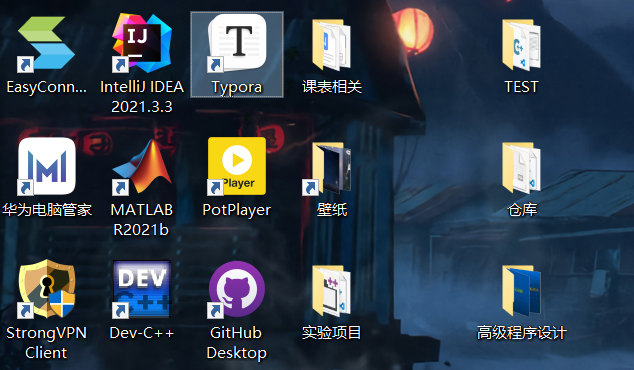 EasyConn...
IntelliJ IDEA
2021.3.3
Typora
课表相关
TEST
华为电脑管家
MATLAB
R2021b
PotPlayer
壁纸
仓库
StrongVPN
Client
Dev-C++
GitHub
Desktop
实验项目
高级程序设计
IJ
T
Player
DEV